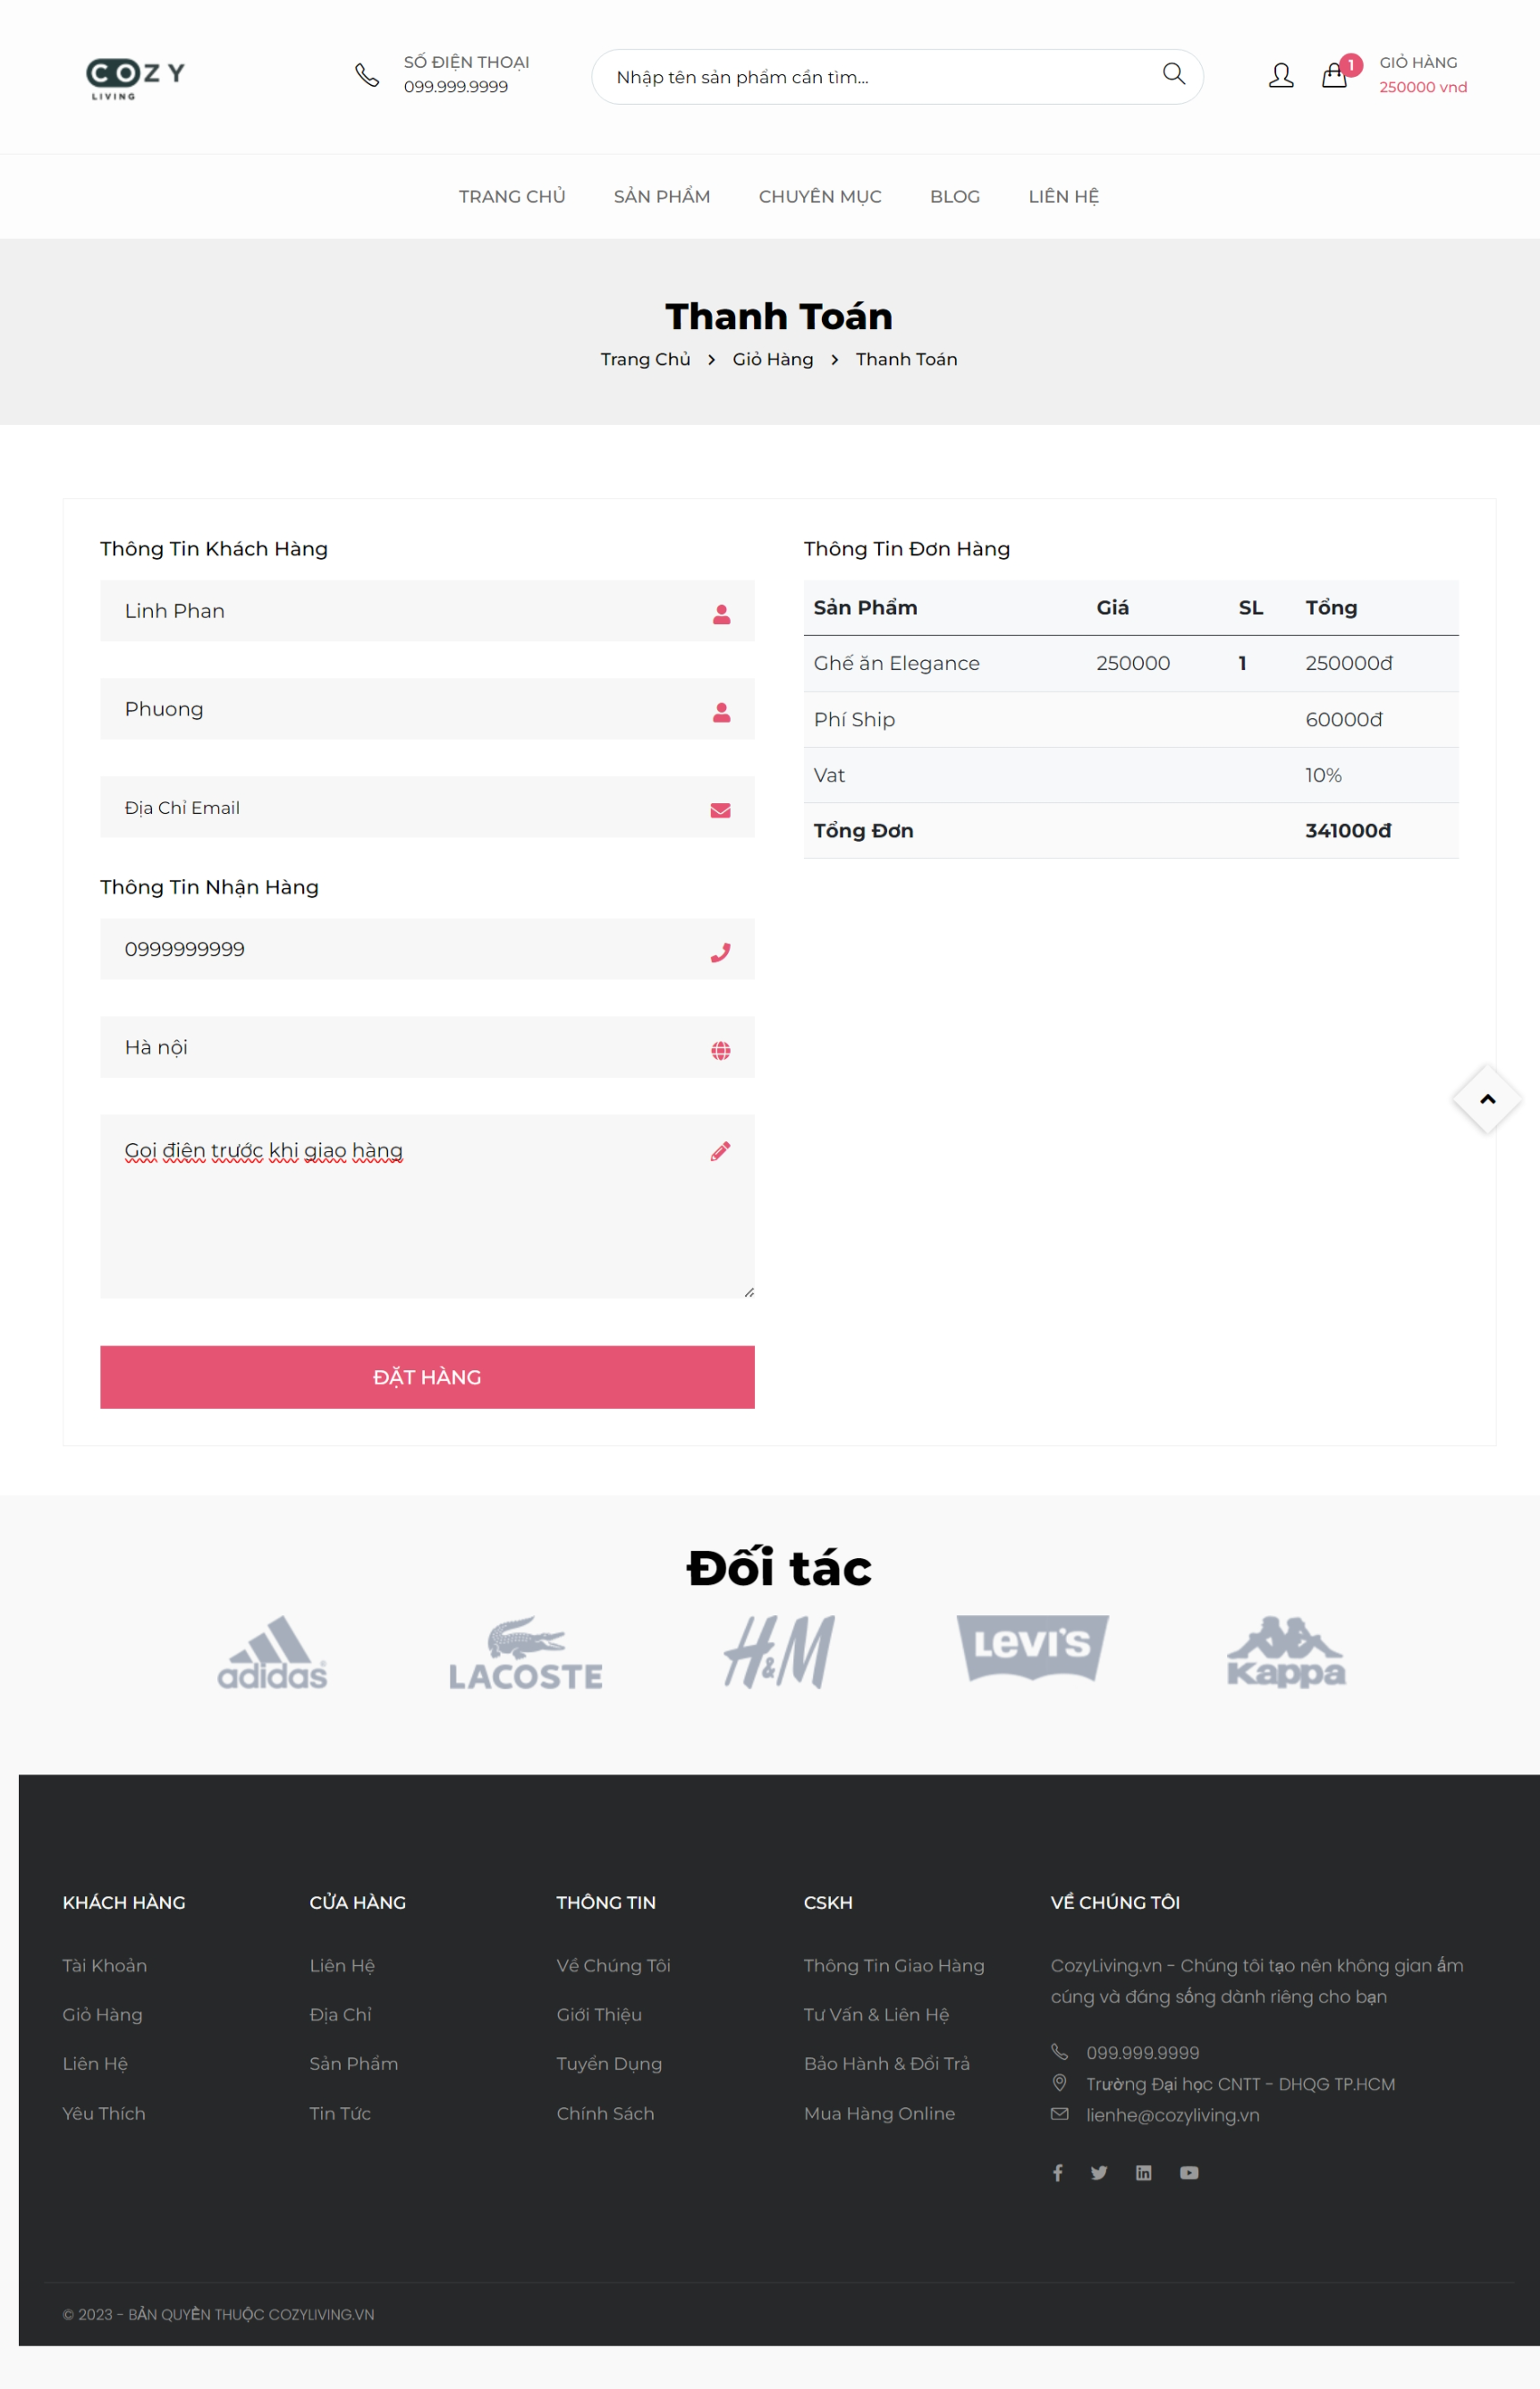 COZY
LIVING
SỐ ĐIỆN THOẠI
099.999.9999
Nhập tên sản phẩm cần tìm...
1
GIỎ HÀNG
250000 vnd
TRANG CHỦ SẢN PHẨM CHUYÊN MỤC BLOG LIÊN HỆ
Thanh Toán
Trang Chủ > Giỏ Hàng > Thanh Toán
Thông Tin Khách Hàng
Linh Phan
Phuong
Địa Chỉ Email
Thông Tin Nhận Hàng
0999999999
Hà nội
Goi điên trước khi giao hàng
ĐẶT HÀNG
Thông Tin Đơn Hàng
Sản Phẩm Giá SL Tổng
Ghế ăn Elegance 250000 1 250000đ
Phí Ship 60000đ
Vat 10%
Tổng Đơn 341000đ
Đối tác
adidas
LACOSTE
H&M
LEVI'S
Kappa
KHÁCH HÀNG
Tài Khoản
Giỏ Hàng
Liên Hệ
Yêu Thích
CỬA HÀNG
Liên Hệ
Địa Chỉ
Sản Phẩm
Tin Tức
THÔNG TIN
Về Chúng Tôi
Giới Thiệu
Tuyển Dụng
Chính Sách
CSKH
Thông Tin Giao Hàng
Tư Vấn & Liên Hệ
Bảo Hành & Đổi Trả
Mua Hàng Online
VỀ CHÚNG TÔI
CozyLiving.vn - Chúng tôi tạo nên không gian ấm
cúng và đáng sống dành riêng cho bạn
099.999.9999
Trường Đại học CNTT - DHQG TP.HCM
lienhe@cozyliving.vn
© 2023 - BẢN QUYỀN THUỘC COZYLIVING.VN